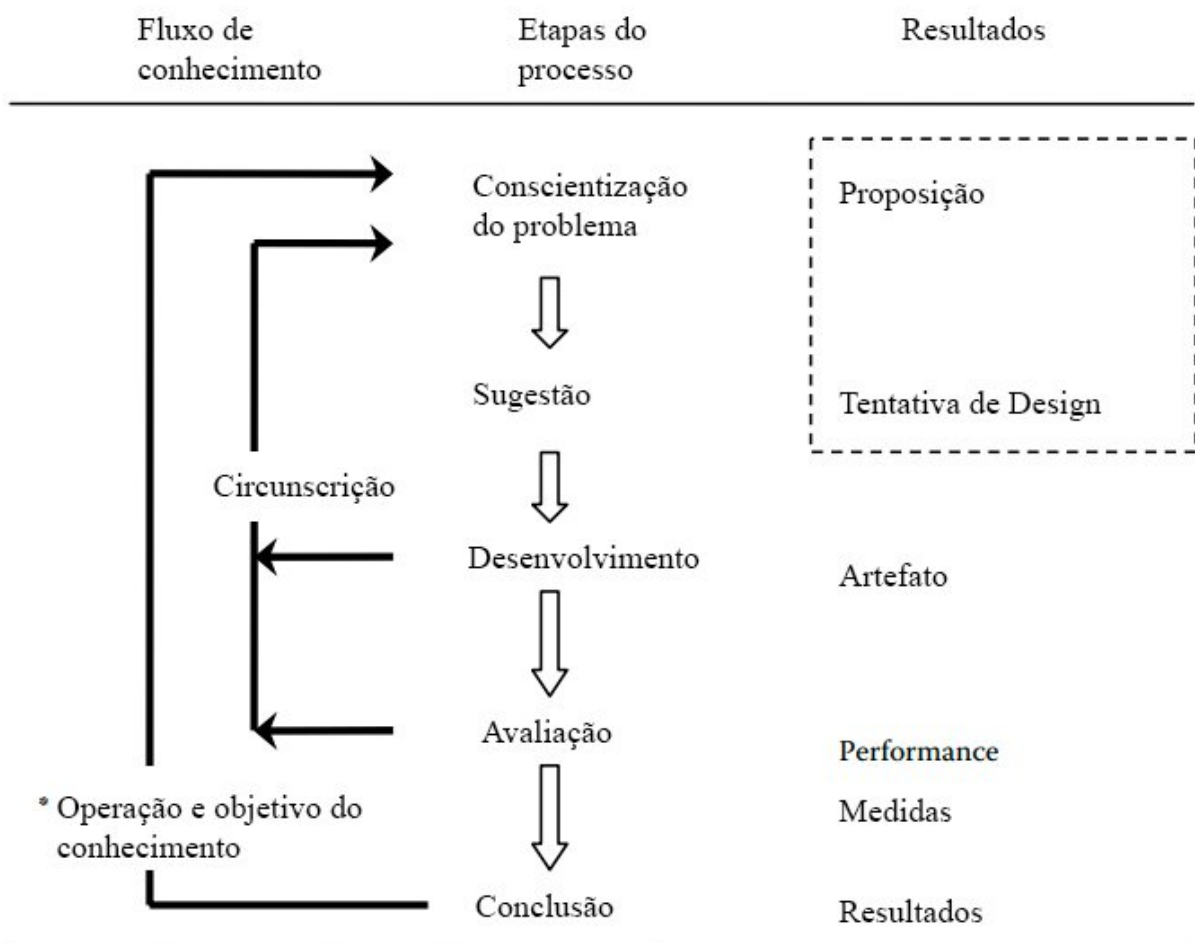 Fluxo de
conhecimento
Etapas do
processo
Resultados
Conscientização
do problema
Proposição
Sugestão
Tentativa de Design
Circunscrição
Desenvolvimento
Artefato
Avaliação
Performance
* Operação e objetivo do
conhecimento
Medidas
Conclusão
Resultados